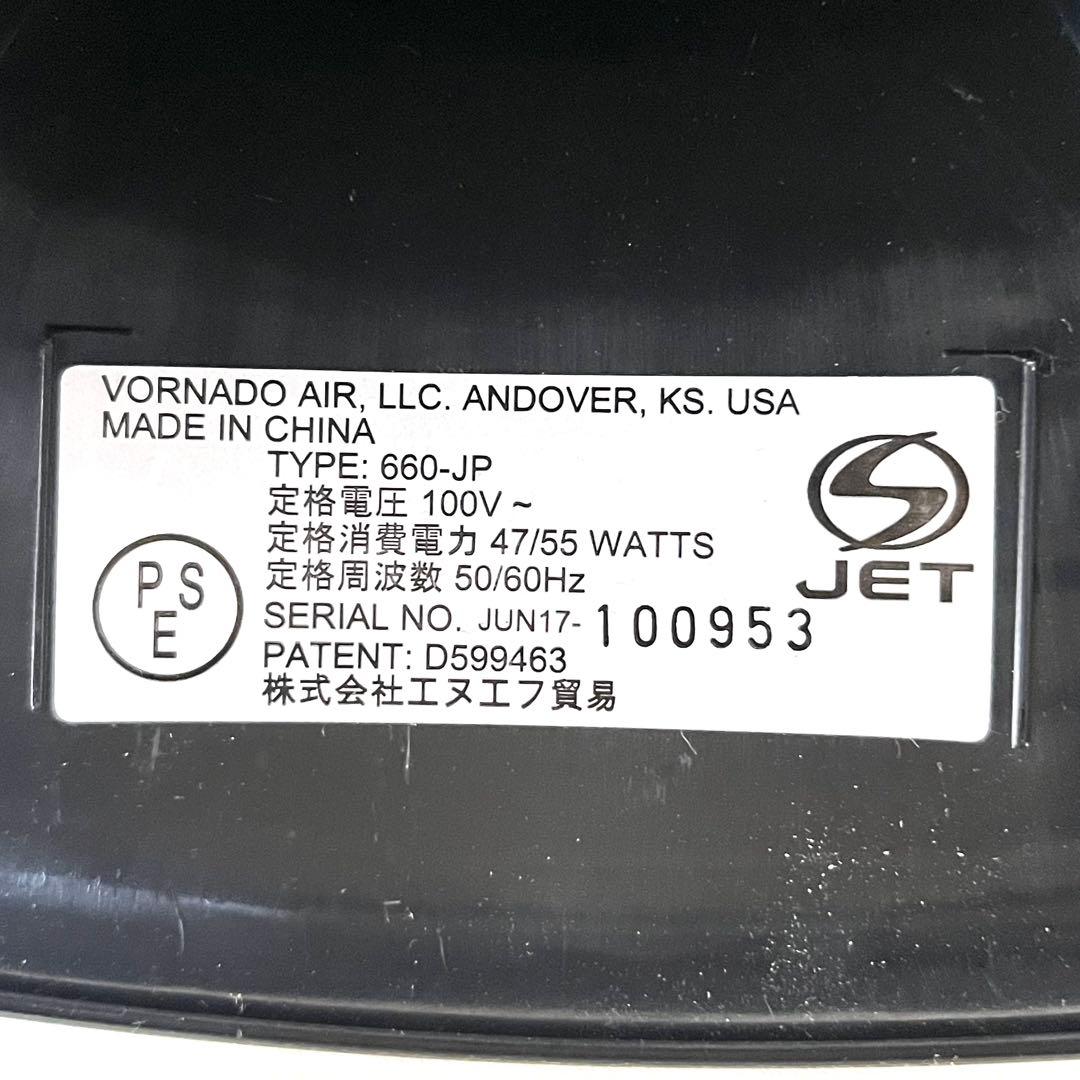 VORNADO AIR, LLC. ANDOVER, KS. USA
MADE IN CHINA
TYPE: 660-JP
定格電圧 100V ~
定格消費電力 47/55 WATTS
定格周波数 50/60Hz
SERIAL NO. JUN17- 100953
PATENT: D599463
株式会社エヌエフ貿易
PS
E
JET